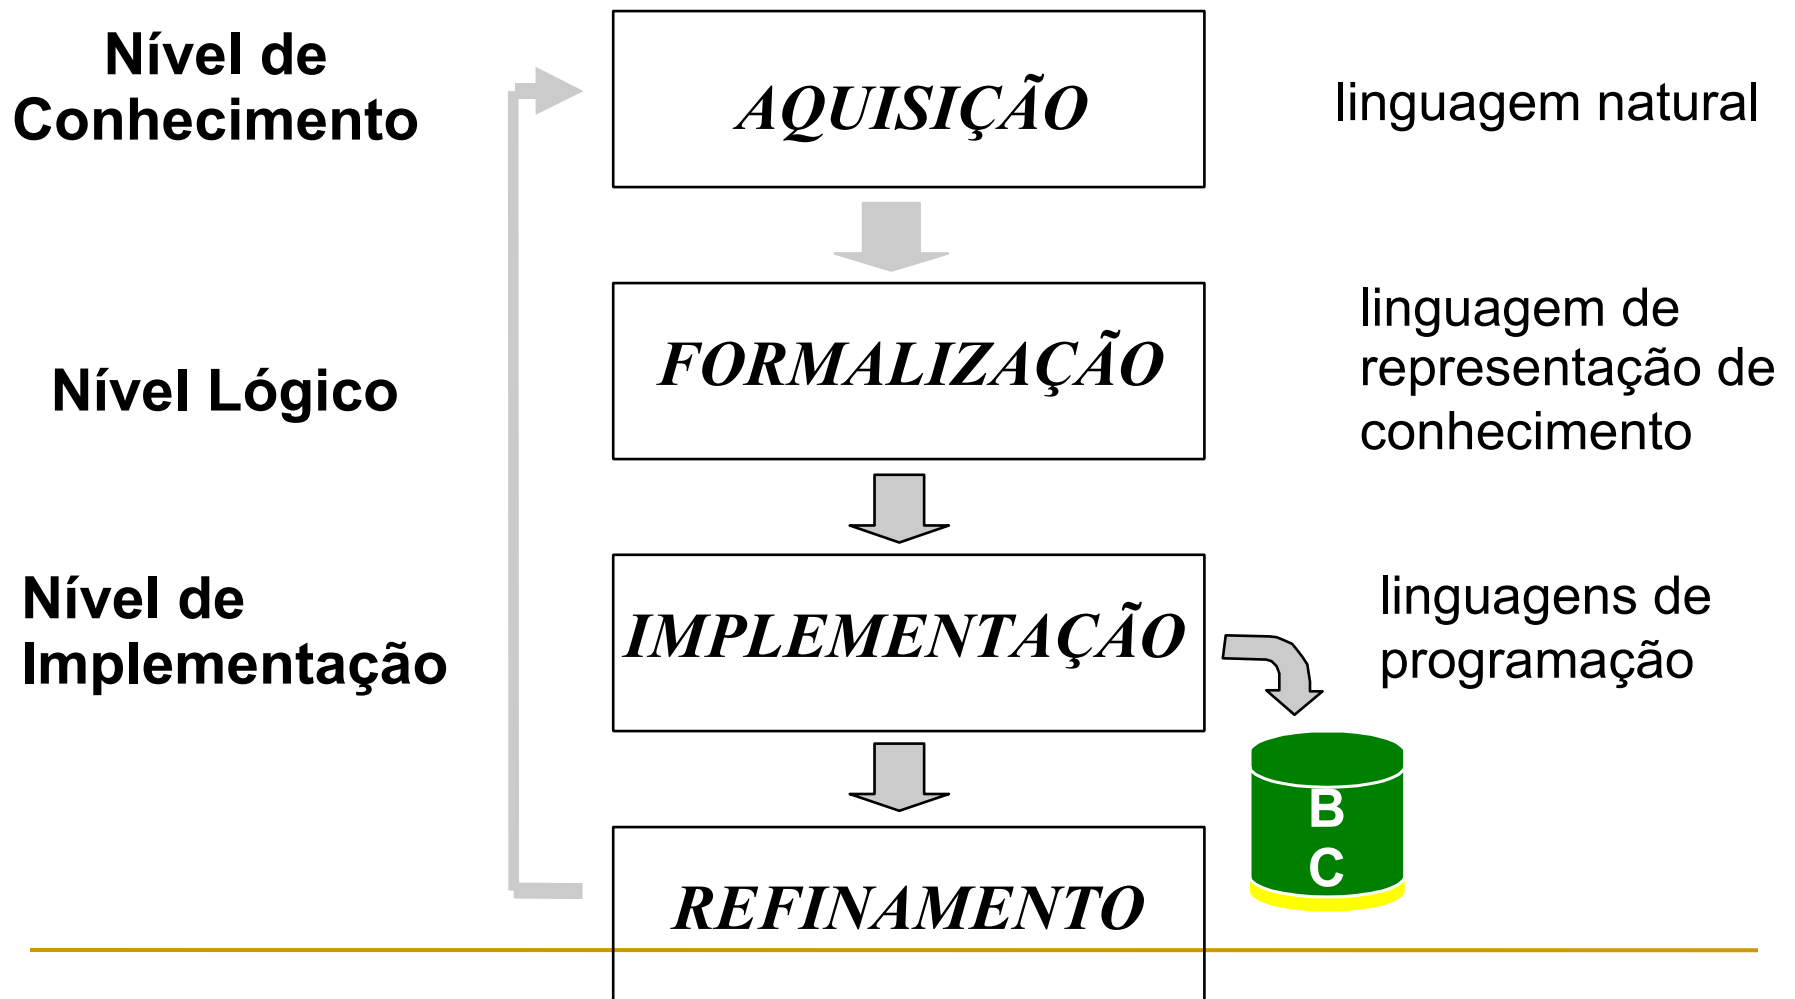 Nível de
Conhecimento
AQUISIÇÃO
linguagem natural
Nível Lógico
FORMALIZAÇÃO
linguagem de
representação de
conhecimento
Nível de
Implementação
IMPLEMENTAÇÃO
linguagens de
programação
B
C
REFINAMENTO